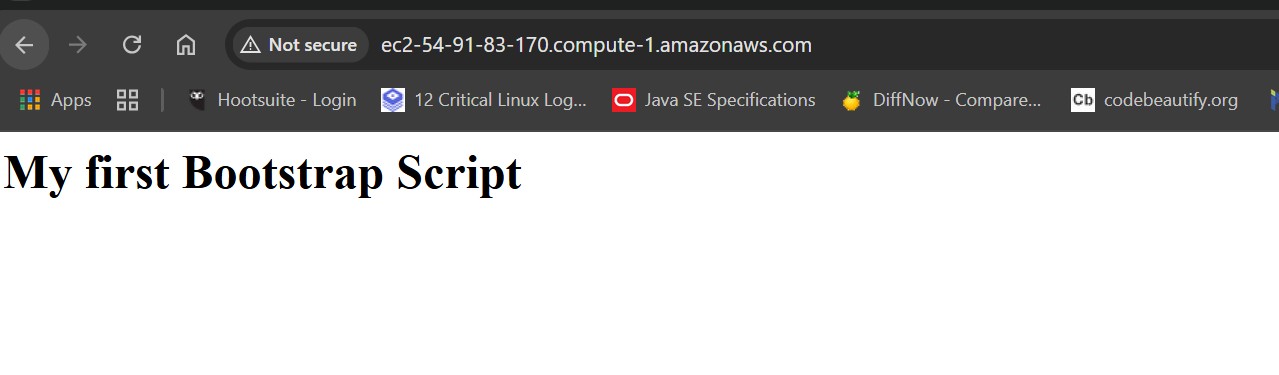 Not secure ec2-54-91-83-170.compute-1.amazonaws.com
Apps Hootsuite - Login 12 Critical Linux Log... Java SE Specifications DiffNow - Compare... Cb codebeautify.org
My first Bootstrap Script